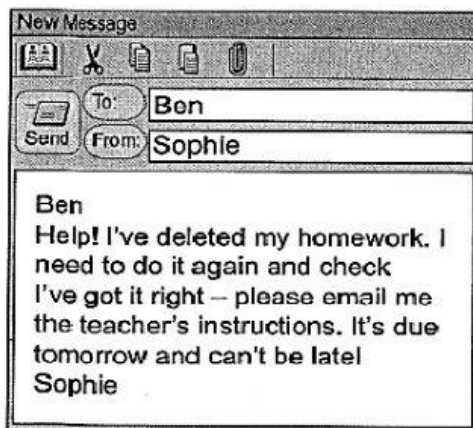 New Message
To: Ben
Send
From: Sophie
Ben
Help! I've deleted my homework. I
need to do it again and check
I've got it right – please email me
the teacher's instructions. It's due
tomorrow and can't be late!
Sophie